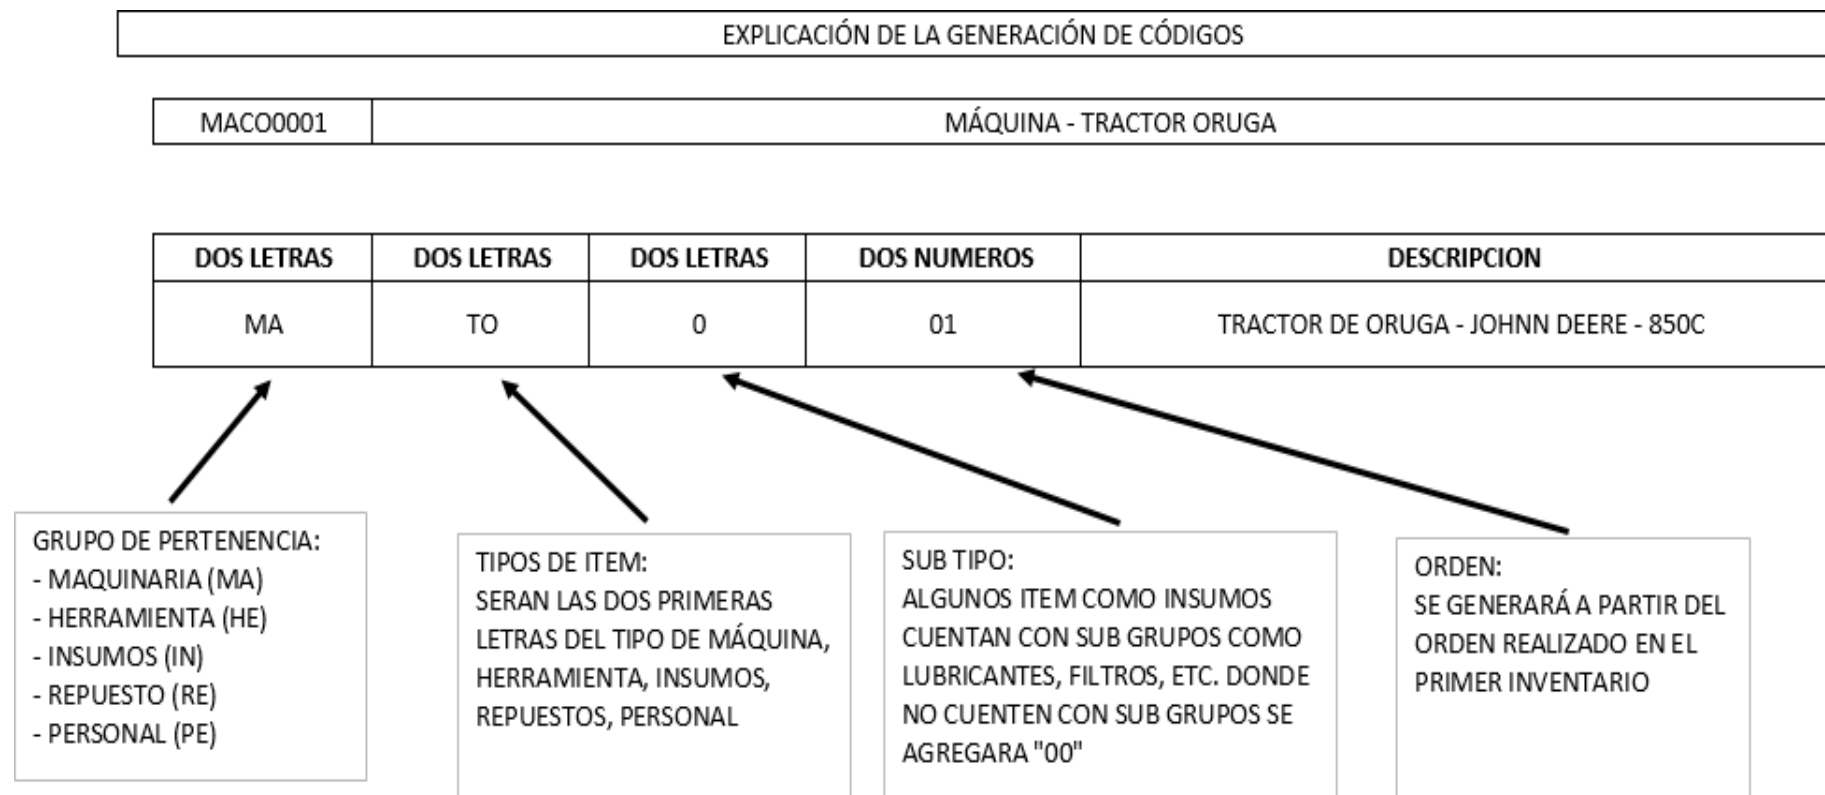 EXPLICACIÓN DE LA GENERACIÓN DE CÓDIGOS
MACO0001 MÁQUINA - TRACTOR ORUGA
DOS LETRAS DOS LETRAS DOS LETRAS DOS NUMEROS DESCRIPCION
MA TO 0 01 TRACTOR DE ORUGA - JOHNN DEERE - 850C
GRUPO DE PERTENENCIA:
- MAQUINARIA (MA)
- HERRAMIENTA (HE)
- INSUMOS (IN)
- REPUESTO (RE)
- PERSONAL (PE)
TIPOS DE ITEM:
SERAN LAS DOS PRIMERAS
LETRAS DEL TIPO DE MÁQUINA,
HERRAMIENTA, INSUMOS,
REPUESTOS, PERSONAL
SUB TIPO:
ALGUNOS ITEM COMO INSUMOS
CUENTAN CON SUB GRUPOS COMO
LUBRICANTES, FILTROS, ETC. DONDE
NO CUENTEN CON SUB GRUPOS SE
AGREGARA "00"
ORDEN:
SE GENERARÁ A PARTIR DEL
ORDEN REALIZADO EN EL
PRIMER INVENTARIO